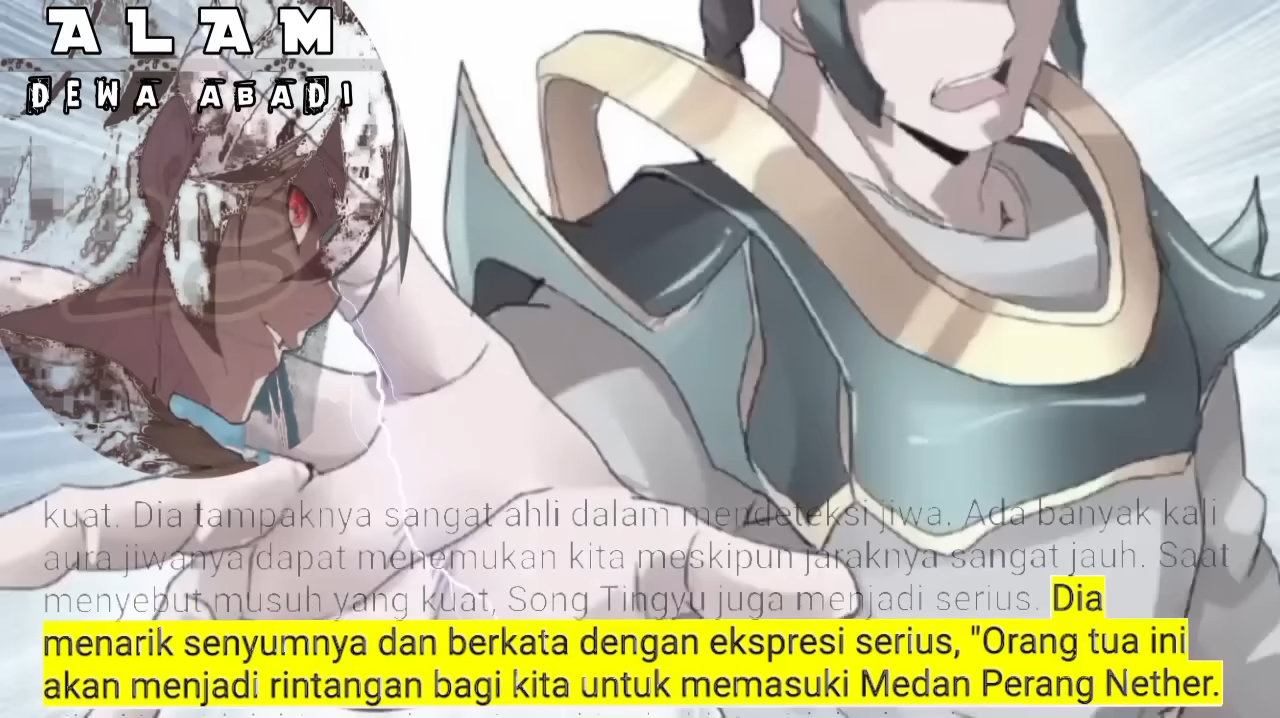 ALAM
DEWA ABADI
kuat. Dia tampaknya sangat ahli dalam mendeteksi jiwa. Ada banyak kali
aura jiwanya dapat menemukan kita meskipun jaraknya sangat jauh. Saat
menyebut musuh yang kuat, Song Tingyu juga menjadi serius. Dia
menarik senyumnya dan berkata dengan ekspresi serius, "Orang tua ini
akan menjadi rintangan bagi kita untuk memasuki Medan Perang Nether.